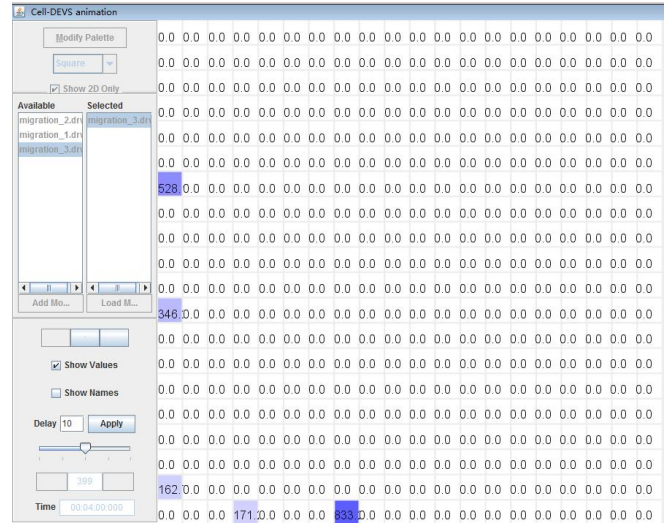 Cell-DEVS animation
Modify Palette
Square
Show 2D Only
Available Selected
migration_2.drw migration_3.drw
migration_1.drw
migration_3.drw
Add Mo... Load M...
Show Values
Show Names
Delay 10 Apply
399
Time 00:04:00:000
0.0 0.0 0.0 0.0 0.0 0.0 0.0 0.0 0.0 0.0 0.0 0.0 0.0 0.0 0.0 0.0 0.0 0.0 0.0 0.0
0.0 0.0 0.0 0.0 0.0 0.0 0.0 0.0 0.0 0.0 0.0 0.0 0.0 0.0 0.0 0.0 0.0 0.0 0.0 0.0
0.0 0.0 0.0 0.0 0.0 0.0 0.0 0.0 0.0 0.0 0.0 0.0 0.0 0.0 0.0 0.0 0.0 0.0 0.0 0.0
0.0 0.0 0.0 0.0 0.0 0.0 0.0 0.0 0.0 0.0 0.0 0.0 0.0 0.0 0.0 0.0 0.0 0.0 0.0 0.0
0.0 0.0 0.0 0.0 0.0 0.0 0.0 0.0 0.0 0.0 0.0 0.0 0.0 0.0 0.0 0.0 0.0 0.0 0.0 0.0
0.0 0.0 0.0 0.0 0.0 0.0 0.0 0.0 0.0 0.0 0.0 0.0 0.0 0.0 0.0 0.0 0.0 0.0 0.0 0.0
528. 0.0 0.0 0.0 0.0 0.0 0.0 0.0 0.0 0.0 0.0 0.0 0.0 0.0 0.0 0.0 0.0 0.0 0.0 0.0
0.0 0.0 0.0 0.0 0.0 0.0 0.0 0.0 0.0 0.0 0.0 0.0 0.0 0.0 0.0 0.0 0.0 0.0 0.0 0.0
0.0 0.0 0.0 0.0 0.0 0.0 0.0 0.0 0.0 0.0 0.0 0.0 0.0 0.0 0.0 0.0 0.0 0.0 0.0 0.0
0.0 0.0 0.0 0.0 0.0 0.0 0.0 0.0 0.0 0.0 0.0 0.0 0.0 0.0 0.0 0.0 0.0 0.0 0.0 0.0
0.0 0.0 0.0 0.0 0.0 0.0 0.0 0.0 0.0 0.0 0.0 0.0 0.0 0.0 0.0 0.0 0.0 0.0 0.0 0.0
346. 0.0 0.0 0.0 0.0 0.0 0.0 0.0 0.0 0.0 0.0 0.0 0.0 0.0 0.0 0.0 0.0 0.0 0.0 0.0
0.0 0.0 0.0 0.0 0.0 0.0 0.0 0.0 0.0 0.0 0.0 0.0 0.0 0.0 0.0 0.0 0.0 0.0 0.0 0.0
0.0 0.0 0.0 0.0 0.0 0.0 0.0 0.0 0.0 0.0 0.0 0.0 0.0 0.0 0.0 0.0 0.0 0.0 0.0 0.0
0.0 0.0 0.0 0.0 0.0 0.0 0.0 0.0 0.0 0.0 0.0 0.0 0.0 0.0 0.0 0.0 0.0 0.0 0.0 0.0
0.0 0.0 0.0 0.0 0.0 0.0 0.0 0.0 0.0 0.0 0.0 0.0 0.0 0.0 0.0 0.0 0.0 0.0 0.0 0.0
0.0 0.0 0.0 0.0 0.0 0.0 0.0 0.0 0.0 0.0 0.0 0.0 0.0 0.0 0.0 0.0 0.0 0.0 0.0 0.0
0.0 0.0 0.0 0.0 0.0 0.0 0.0 0.0 0.0 0.0 0.0 0.0 0.0 0.0 0.0 0.0 0.0 0.0 0.0 0.0
162. 0.0 0.0 0.0 0.0 0.0 0.0 0.0 0.0 0.0 0.0 0.0 0.0 0.0 0.0 0.0 0.0 0.0 0.0 0.0
0.0 0.0 0.0 171. 0.0 0.0 0.0 833. 0.0 0.0 0.0 0.0 0.0 0.0 0.0 0.0 0.0 0.0 0.0 0.0